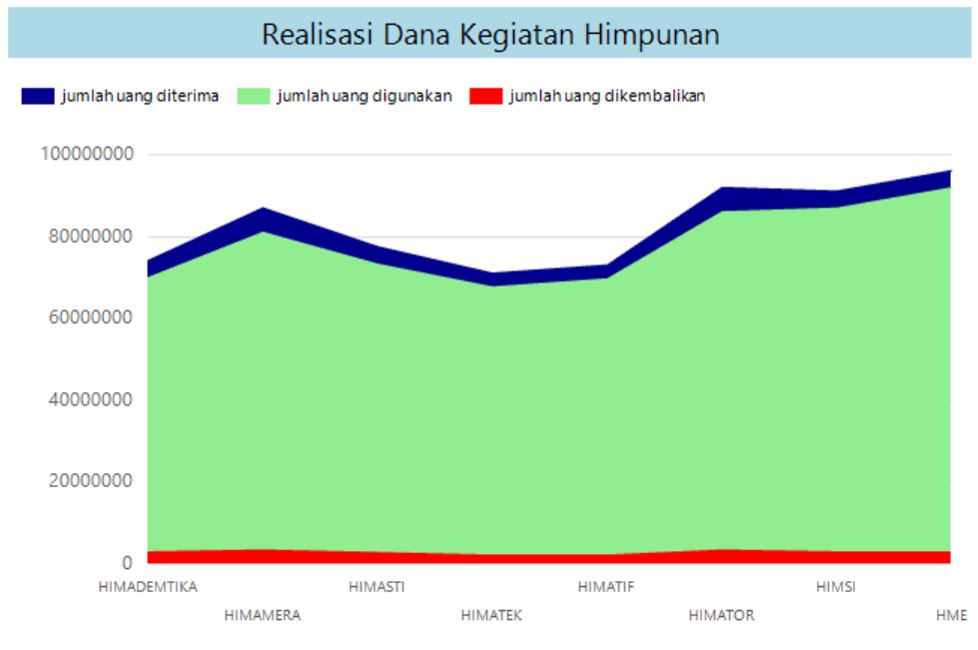 Realisasi Dana Kegiatan Himpunan
jumlah uang diterima jumlah uang digunakan jumlah uang dikembalikan
100000000
80000000
60000000
40000000
20000000
0
HIMADEMTIKA HIMASTI HIMATIF HIMSI
HIMAMERA HIMATEK HIMATOR HME